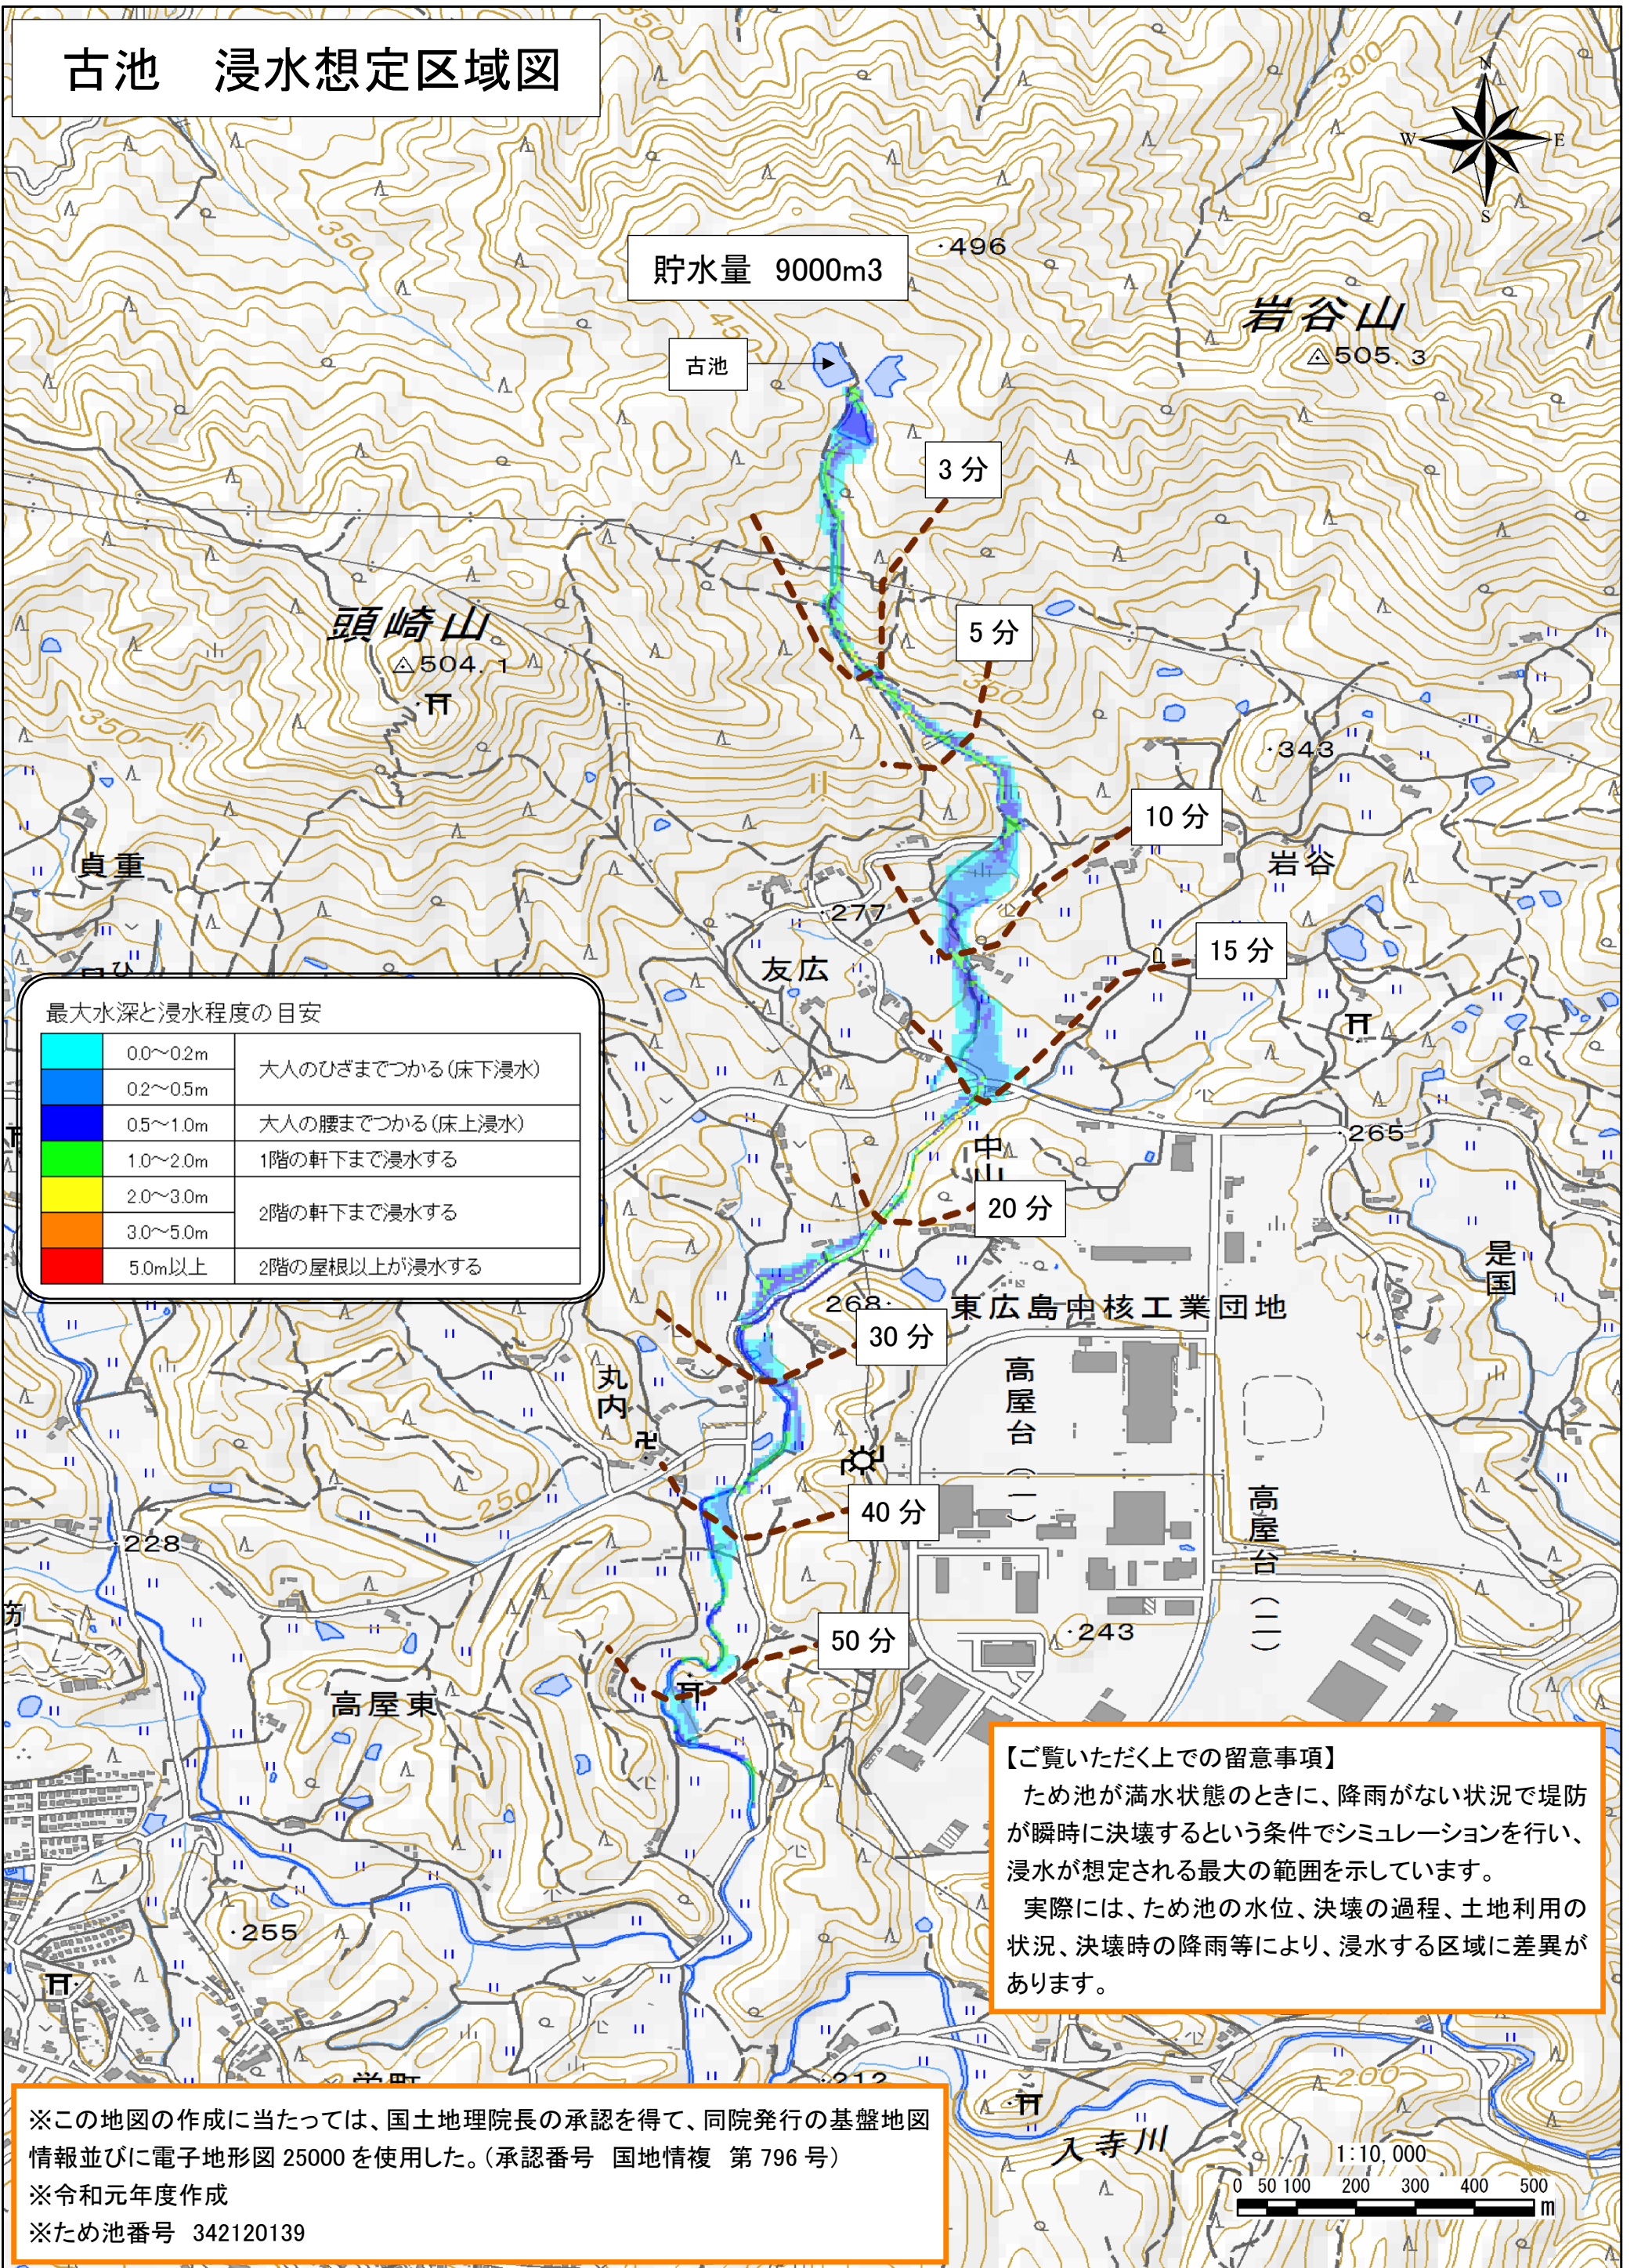 古池　浸水想定区域図
350
300
N
W
E
S
350
貯水量 9000m3
・496
岩谷山
505.3
古池
3 分
頭崎山
504.1
5 分
350
350
・343
10 分
貞重
岩谷
・277
15 分
友広
ひ
最大水深と浸水程度の目安
0.0～0.2m
大人のひざまでつかる(床下浸水)
0.2～0.5m
0.5～1.0m
大人の腰までつかる(床上浸水)
1.0～2.0m
1階の軒下まで浸水する
2.0～3.0m
2階の軒下まで浸水する
3.0～5.0m
5.0m以上
2階の屋根以上が浸水する
・265
中山
20 分
是国
268・
東広島中核工業団地
30 分
丸内
高屋台（一）
高屋台（二）
250
40 分
・228
50 分
・243
高屋東
【ご覧いただく上での留意事項】
ため池が満水状態のときに、降雨がない状況で堤防
が瞬時に決壊するという条件でシミュレーションを行い、
浸水が想定される最大の範囲を示しています。
実際には、ため池の水位、決壊の過程、土地利用の
状況、決壊時の降雨等により、浸水する区域に差異が
あります。
・255
・212
200
入寺川
※この地図の作成に当たっては、国土地理院長の承認を得て、同院発行の基盤地図
情報並びに電子地形図 25000 を使用した。（承認番号　国地情複　第 796 号）
※令和元年度作成
※ため池番号 342120139
1:10,000
0 50 100 200 300 400 500
m